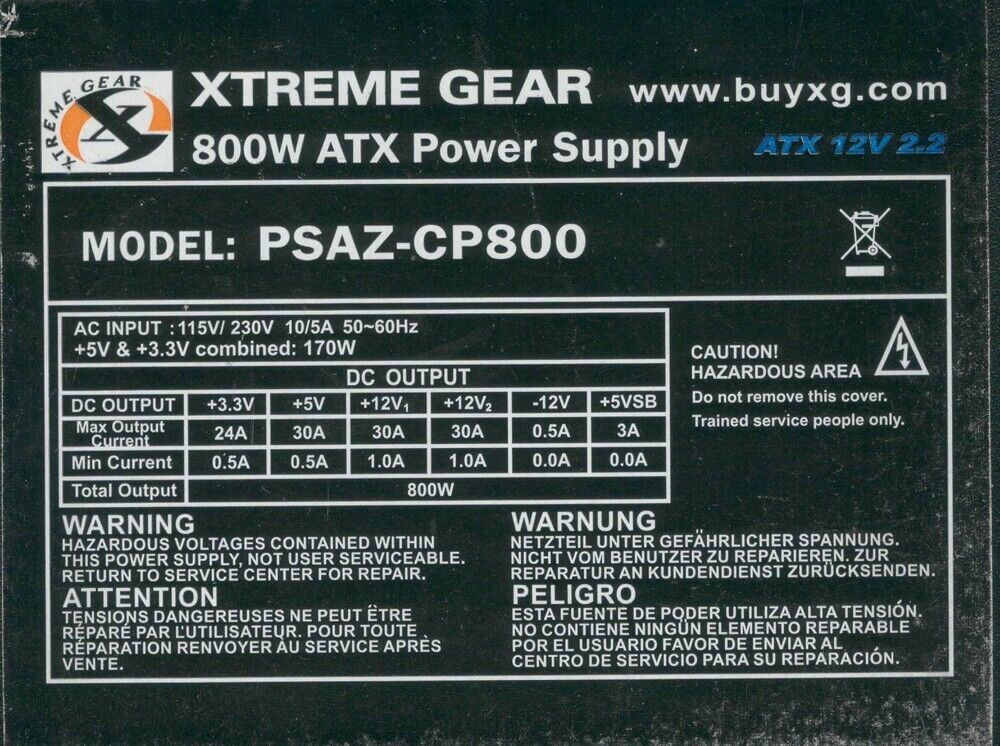 XTREME GEAR
XTREME GEAR www.buyxg.com
800W ATX Power Supply ATX 12V 2.2
MODEL: PSAZ-CP800
AC INPUT : 115V/ 230V 10/5A 50~60Hz
+5V & +3.3V combined: 170W
DC OUTPUT
DC OUTPUT +3.3V +5V +12V₁ +12V₂ -12V +5VSB
Max Output Current 24A 30A 30A 30A 0.5A 3A
Min Current 0.5A 0.5A 1.0A 1.0A 0.0A 0.0A
Total Output 800W
CAUTION!
HAZARDOUS AREA
Do not remove this cover.
Trained service people only.
WARNING
HAZARDOUS VOLTAGES CONTAINED WITHIN
THIS POWER SUPPLY, NOT USER SERVICEABLE.
RETURN TO SERVICE CENTER FOR REPAIR.
ATTENTION
TENSIONS DANGEREUSES NE PEUT ËTRE
RÉPARÉ PAR L'UTILISATEUR. POUR TOUTE
RÉPARATION RENVOYER AU SERVICE APRÈS
VENTE.
WARNUNG
NETZTEIL UNTER GEFÄHRLICHER SPANNUNG.
NICHT VOM BENUTZER ZU REPARIEREN. ZUR
REPARATUR AN KUNDENDIENST ZURÜCKSENDEN.
PELIGRO
ESTA FUENTE DE PODER UTILIZA ALTA TENSIÓN.
NO CONTIENE NINGÜN ELEMENTO REPARABLE
POR EL USUARIO FAVOR DE ENVIAR AL
CENTRO DE SERVICIO PARA SU REPARACIÓN.